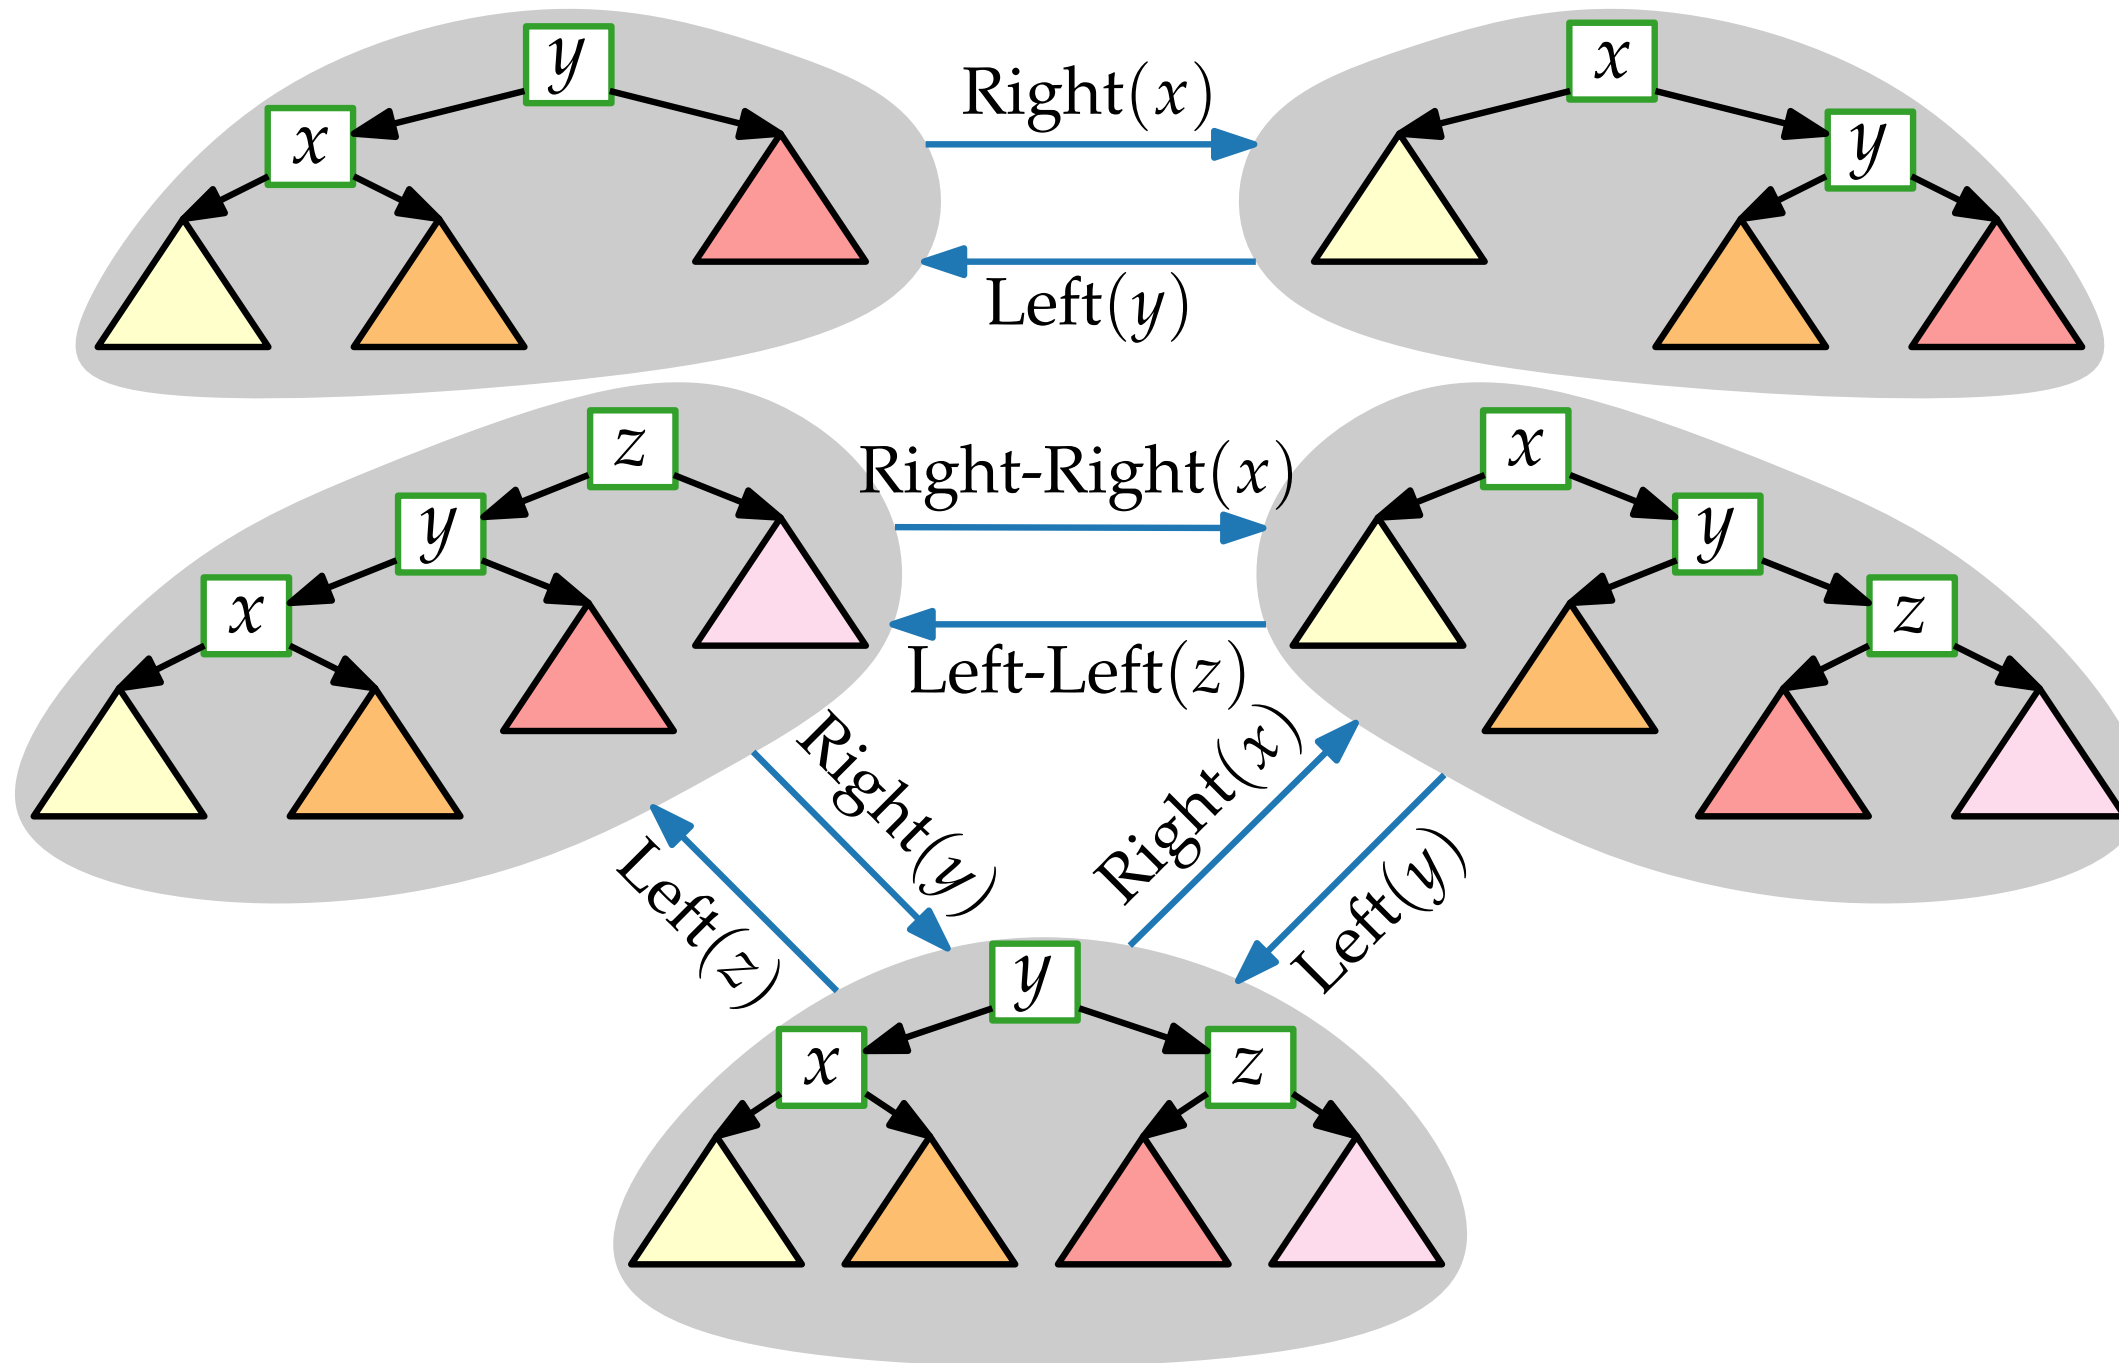 y
x
Right(x)
x
y
Left(y)
z
y
x
Right-Right(x)
x
y
z
Left-Left(z)
Right(y)
Left(z)
Right(x)
Left(y)
y
x
z